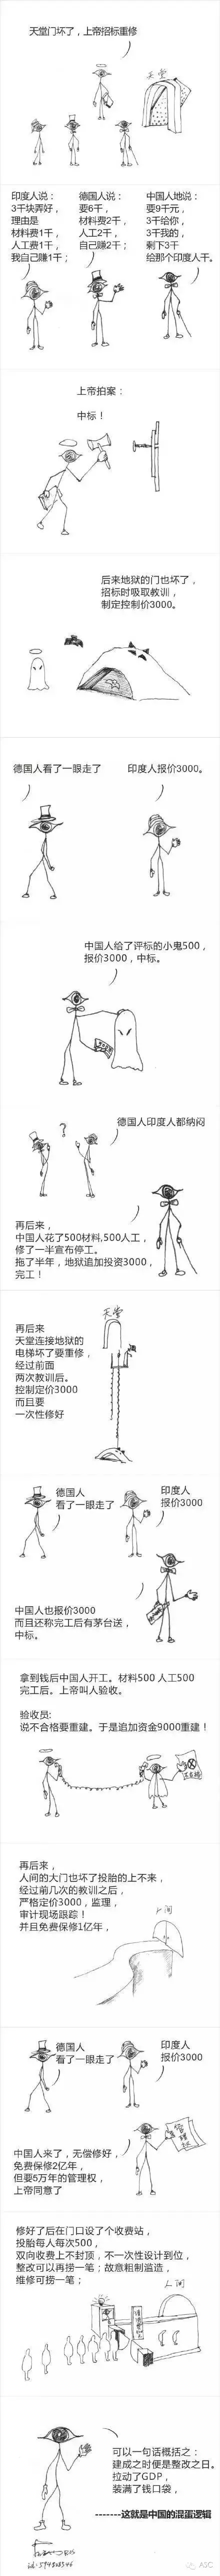 天堂门坏了，上帝招标重修
天堂
印度人说：
3千块弄好，
理由是
材料费1千，
人工费1千，
我自己赚1千；
德国人说：
要6千，
材料费2千，
人工2千，
自己赚2千；
中国人地说：
要9千元，
3千给你，
3千我的，
剩下3千
给那个印度人干。
上帝拍案：
中标！
后来地狱的门也坏了，
招标时吸取教训，
制定控制价3000。
德国人看了一眼走了
印度人报价3000。
中国人给了评标的小鬼500，
报价3000，中标。
德国人印度人都纳闷
?
再后来，
中国人花了500材料,500人工，
修了一半宣布停工。
拖了半年，地狱追加投资3000，
完工！
天堂
再后来
天堂连接地狱的
电梯坏了要重修，
经过前面
两次教训后。
控制定价3000
而且要
一次性修好
德国人
看了一眼走了
印度人
报价3000
中国人也报价3000
而且还称完工后有茅台送，
中标。
拿到钱后中国人开工。材料500 人工500
完工后。上帝叫人验收。
验收员:
说不合格要重建。于是追加资金9000重建！
再后来，
人间的大门也坏了投胎的上不来，
经过前几次的教训之后，
严格定价3000，监理，
审计现场跟踪！
并且免费保修1亿年，
人间
德国人
看了一眼走了
印度人
报价3000
中国人来了，无偿修好，
免费保修2亿年，
但要5万年的管理权，
上帝同意了
管理权
修好了后在门口设了个收费站，
投胎每人每次500，
双向收费上不封顶，不一次性设计到位，
整改可以再捞一笔；故意粗制滥造，
维修可捞一笔；
人间
可以一句话概括之：
建成之时便是整改之日。
拉动了GDP，
装满了钱口袋，
-------这就是中国的混蛋逻辑
ASC